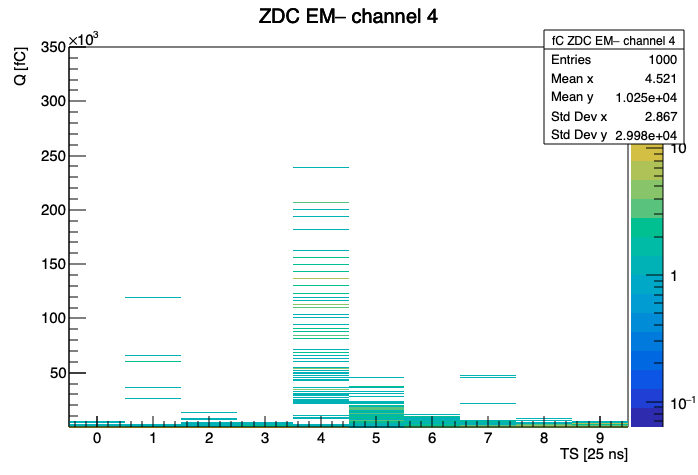 ZDC EM– channel 4
×10³
Q [fC]
350
300
250
200
150
100
50
0 1 2 3 4 5 6 7 8 9
TS [25 ns]
fC ZDC EM– channel 4
Entries 1000
Mean x 4.521
Mean y 1.025e+04
Std Dev x 2.867
Std Dev y 2.998e+04
10
1
10⁻¹